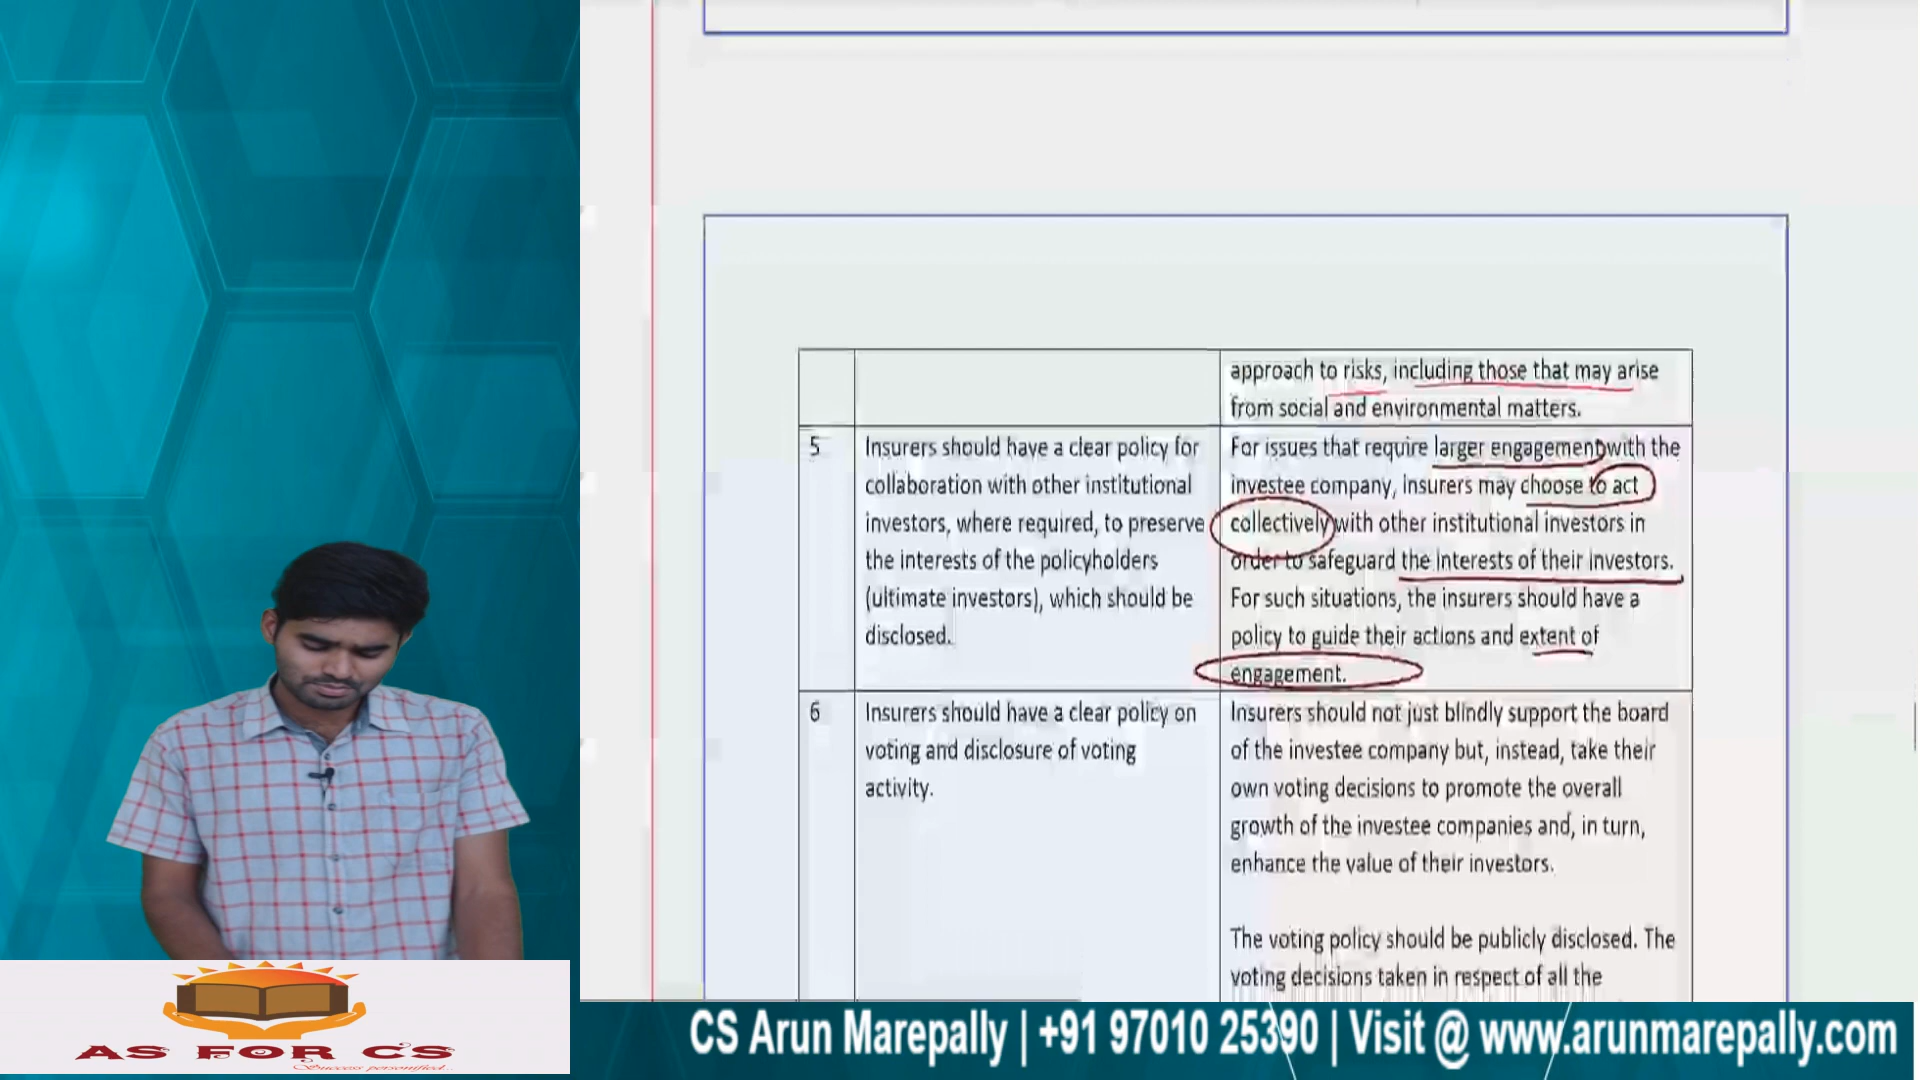 approach to risks, including those that may arise
from social and environmental matters.
5
Insurers should have a clear policy for
collaboration with other institutional
investors, where required, to preserve
the interests of the policyholders
(ultimate investors), which should be
disclosed.
For issues that require larger engagement with the
investee company, insurers may choose to act
collectively with other institutional investors in
order to safeguard the interests of their investors.
For such situations, the insurers should have a
policy to guide their actions and extent of
engagement.
6
Insurers should have a clear policy on
voting and disclosure of voting
activity.
Insurers should not just blindly support the board
of the investee company but, instead, take their
own voting decisions to promote the overall
growth of the investee companies and, in turn,
enhance the value of their investors.
The voting policy should be publicly disclosed. The
voting decisions taken in respect of all the
AS FOR CS
Success personified...
CS Arun Marepally | +91 97010 25390 | Visit @ www.arunmarepally.com